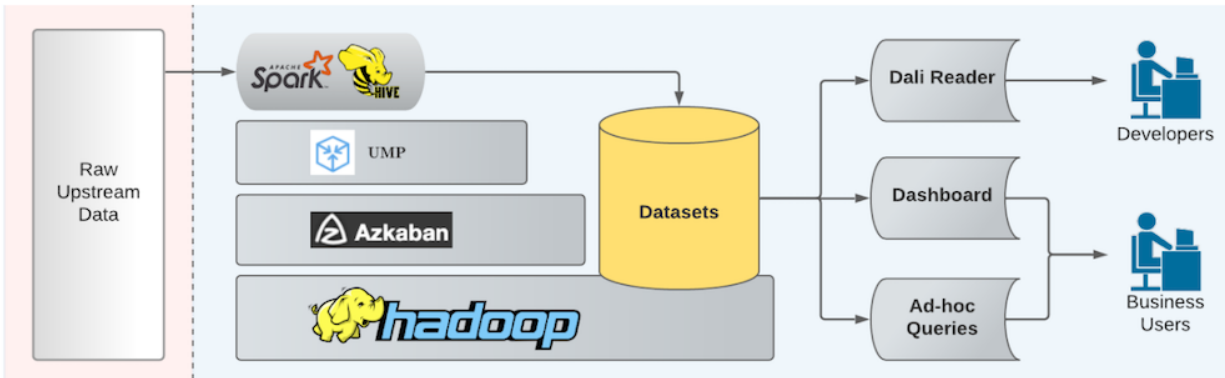 Raw
Upstream
Data
APACHE
Spark
HIVE
UMP
Azkaban
hadoop
Datasets
Dali Reader
Dashboard
Ad-hoc
Queries
Developers
Business
Users